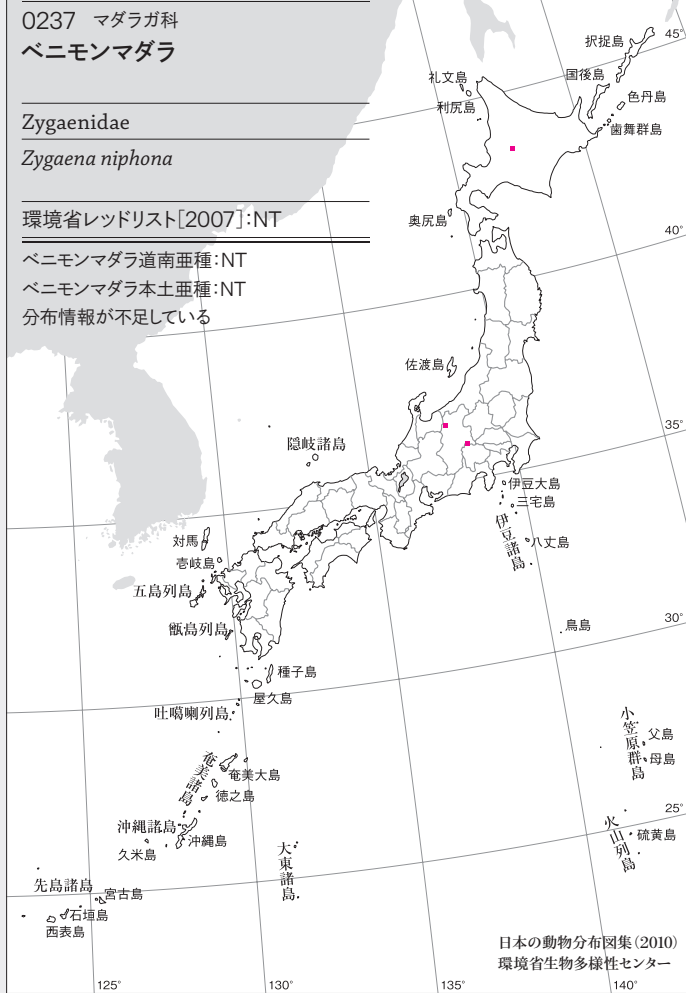 0237 マダラガ科
ベニモンマダラ
Zygaenidae
Zygaena niphona
環境省レッドリスト[2007]:NT
ベニモンマダラ道南亜種:NT
ベニモンマダラ本土亜種:NT
分布情報が不足している
択捉島
45°
国後島
礼文島
色丹島
利尻島
歯舞群島
奥尻島
40°
佐渡島
35°
隠岐諸島
伊豆大島
三宅島
伊豆諸島
八丈島
対馬
壱岐島
五島列島
甑島列島
鳥島
30°
種子島
屋久島
吐噶喇列島
小笠原群島
父島
母島
奄美諸島
奄美大島
徳之島
25°
沖縄諸島
沖縄島
久米島
火山列島
硫黄島
大東諸島
先島諸島
宮古島
石垣島
西表島
日本の動物分布図集(2010)
環境省生物多様性センター
125°
130°
135°
140°